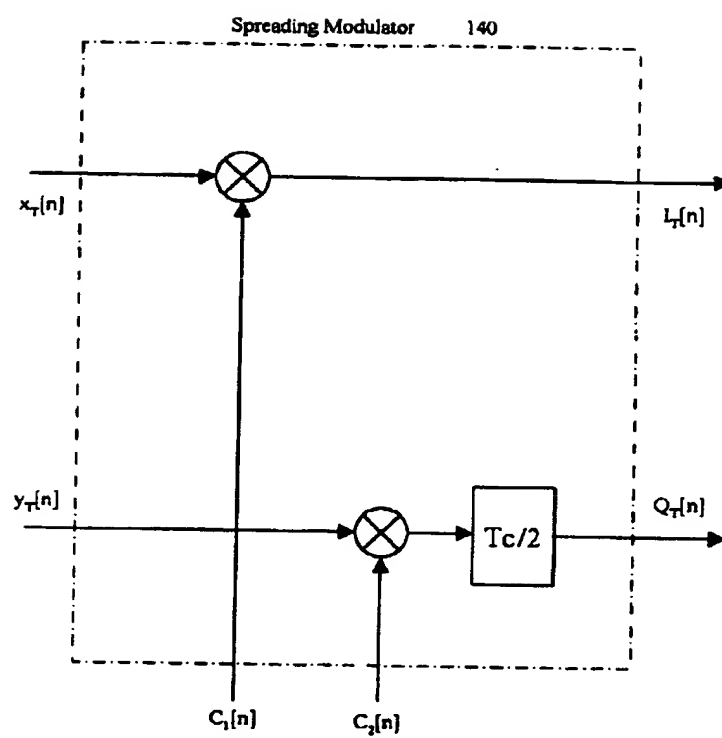 Spreading Modulator 140
x_T[n]
I_T[n]
y_T[n]
Q_T[n]
Tc/2
C_1[n]
C_2[n]